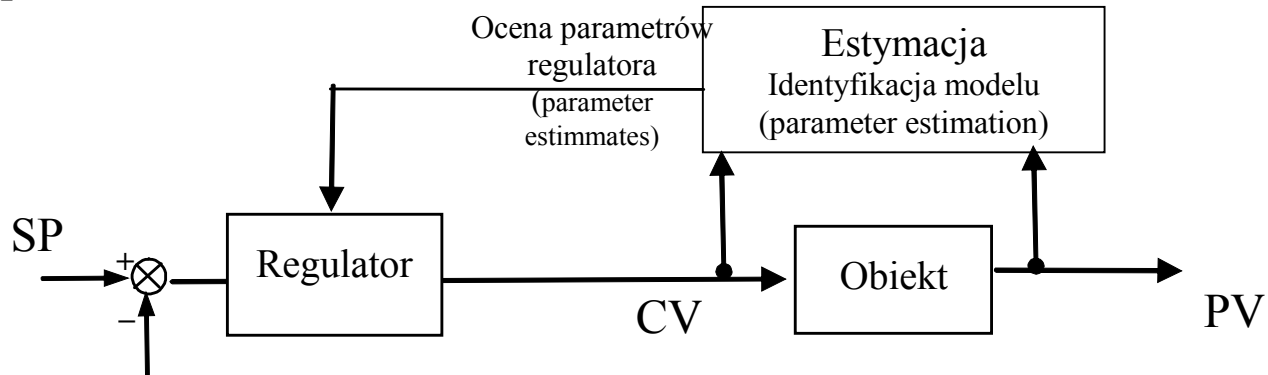 Ocena parametrów
regulatora
(parameter
estimmates)
Estymacja
Identyfikacja modelu
(parameter estimation)
SP
+
−
Regulator
CV
Obiekt
PV